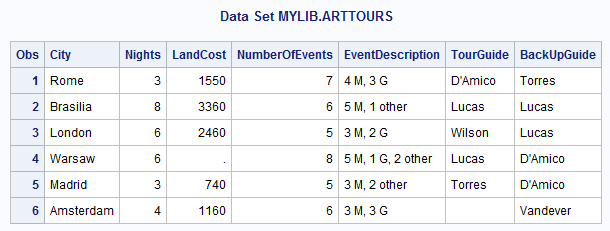 Data Set MYLIB.ARTTOURS
Obs City Nights LandCost NumberOfEvents EventDescription TourGuide BackUpGuide
1 Rome 3 1550 7 4 M, 3 G D'Amico Torres
2 Brasilia 8 3360 6 5 M, 1 other Lucas Lucas
3 London 6 2460 5 3 M, 2 G Wilson Lucas
4 Warsaw 6 . 8 5 M, 1 G, 2 other Lucas D'Amico
5 Madrid 3 740 5 3 M, 2 other Torres D'Amico
6 Amsterdam 4 1160 6 3 M, 3 G Vandever